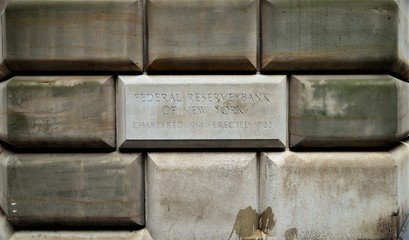 FEDERAL RESERVE BANK
OF NEW YORK
CHARTERED 1914 - ERECTED 1922